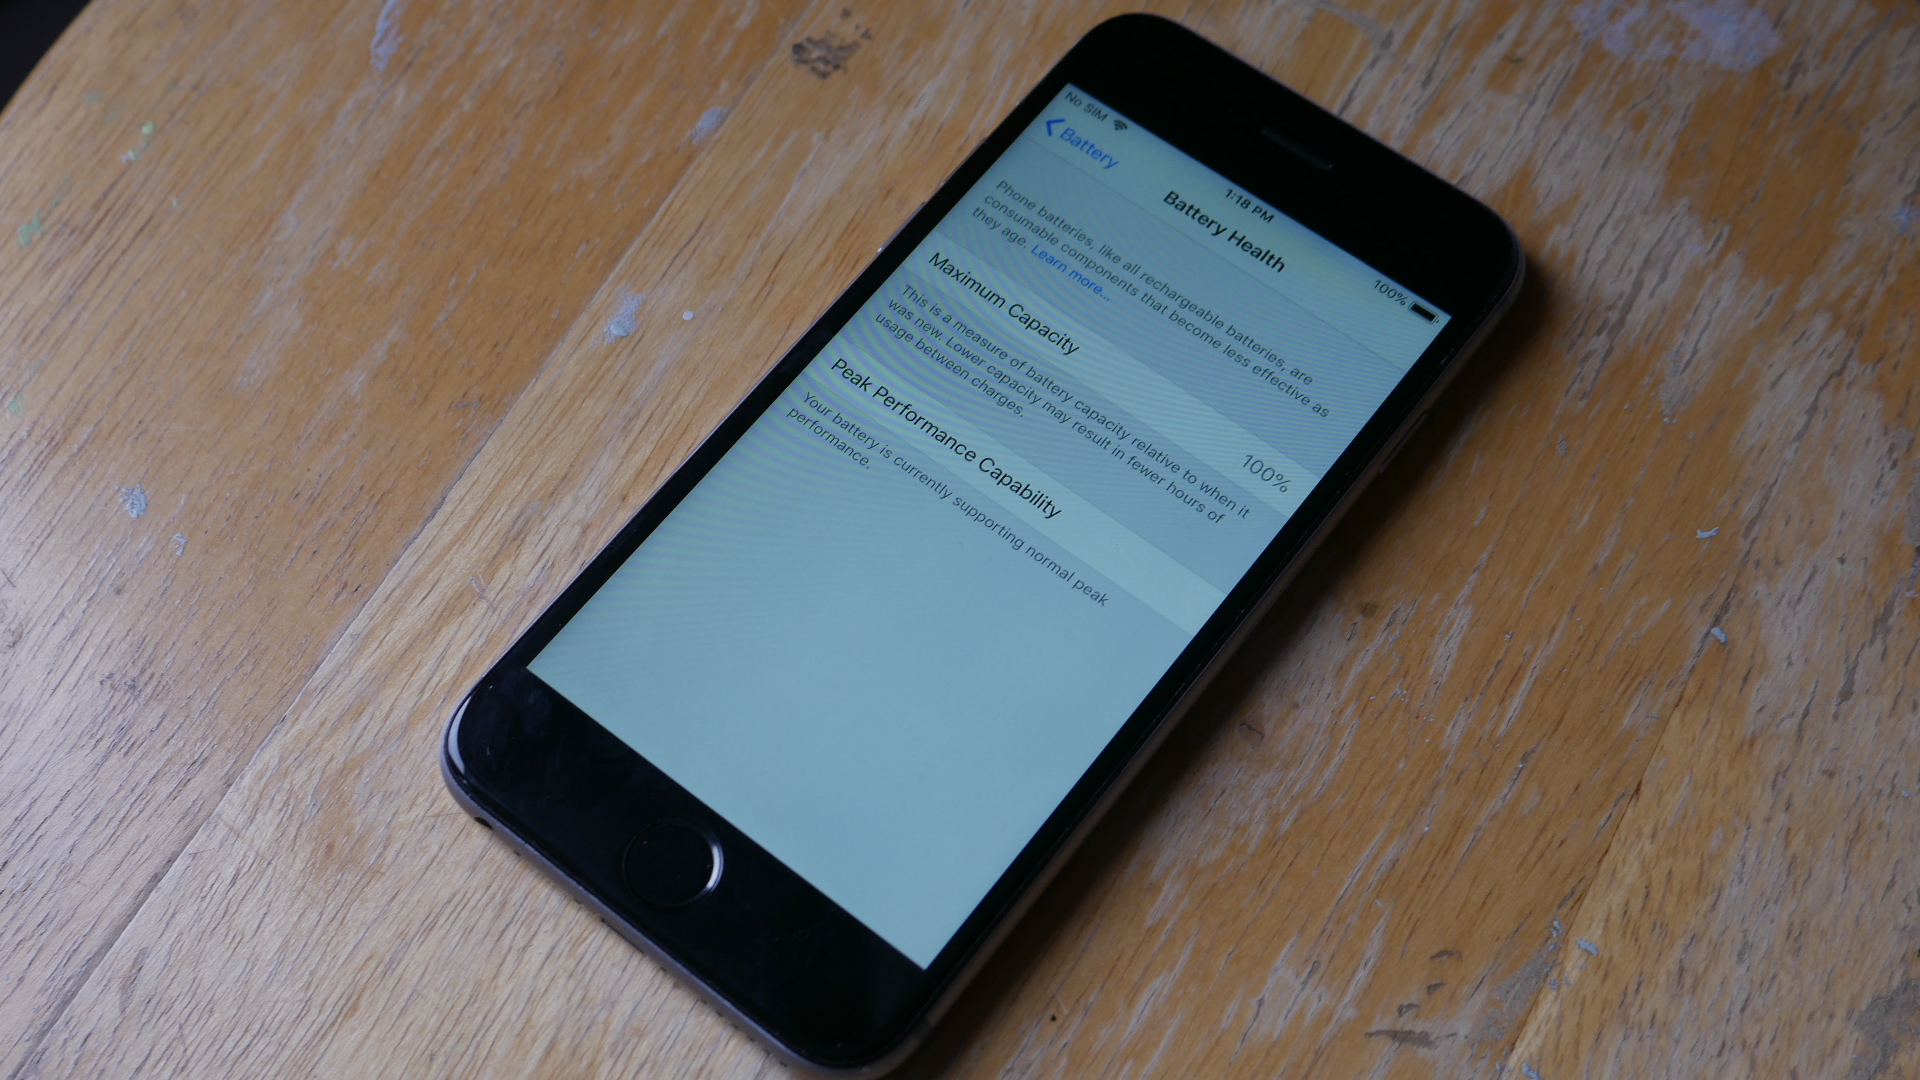 No SIM 1:18 PM 100%
Battery Battery Health
Phone batteries, like all rechargeable batteries, are
consumable components that become less effective as
they age. Learn more...
Maximum Capacity 100%
This is a measure of battery capacity relative to when it
was new. Lower capacity may result in fewer hours of
usage between charges.
Peak Performance Capability
Your battery is currently supporting normal peak
performance.